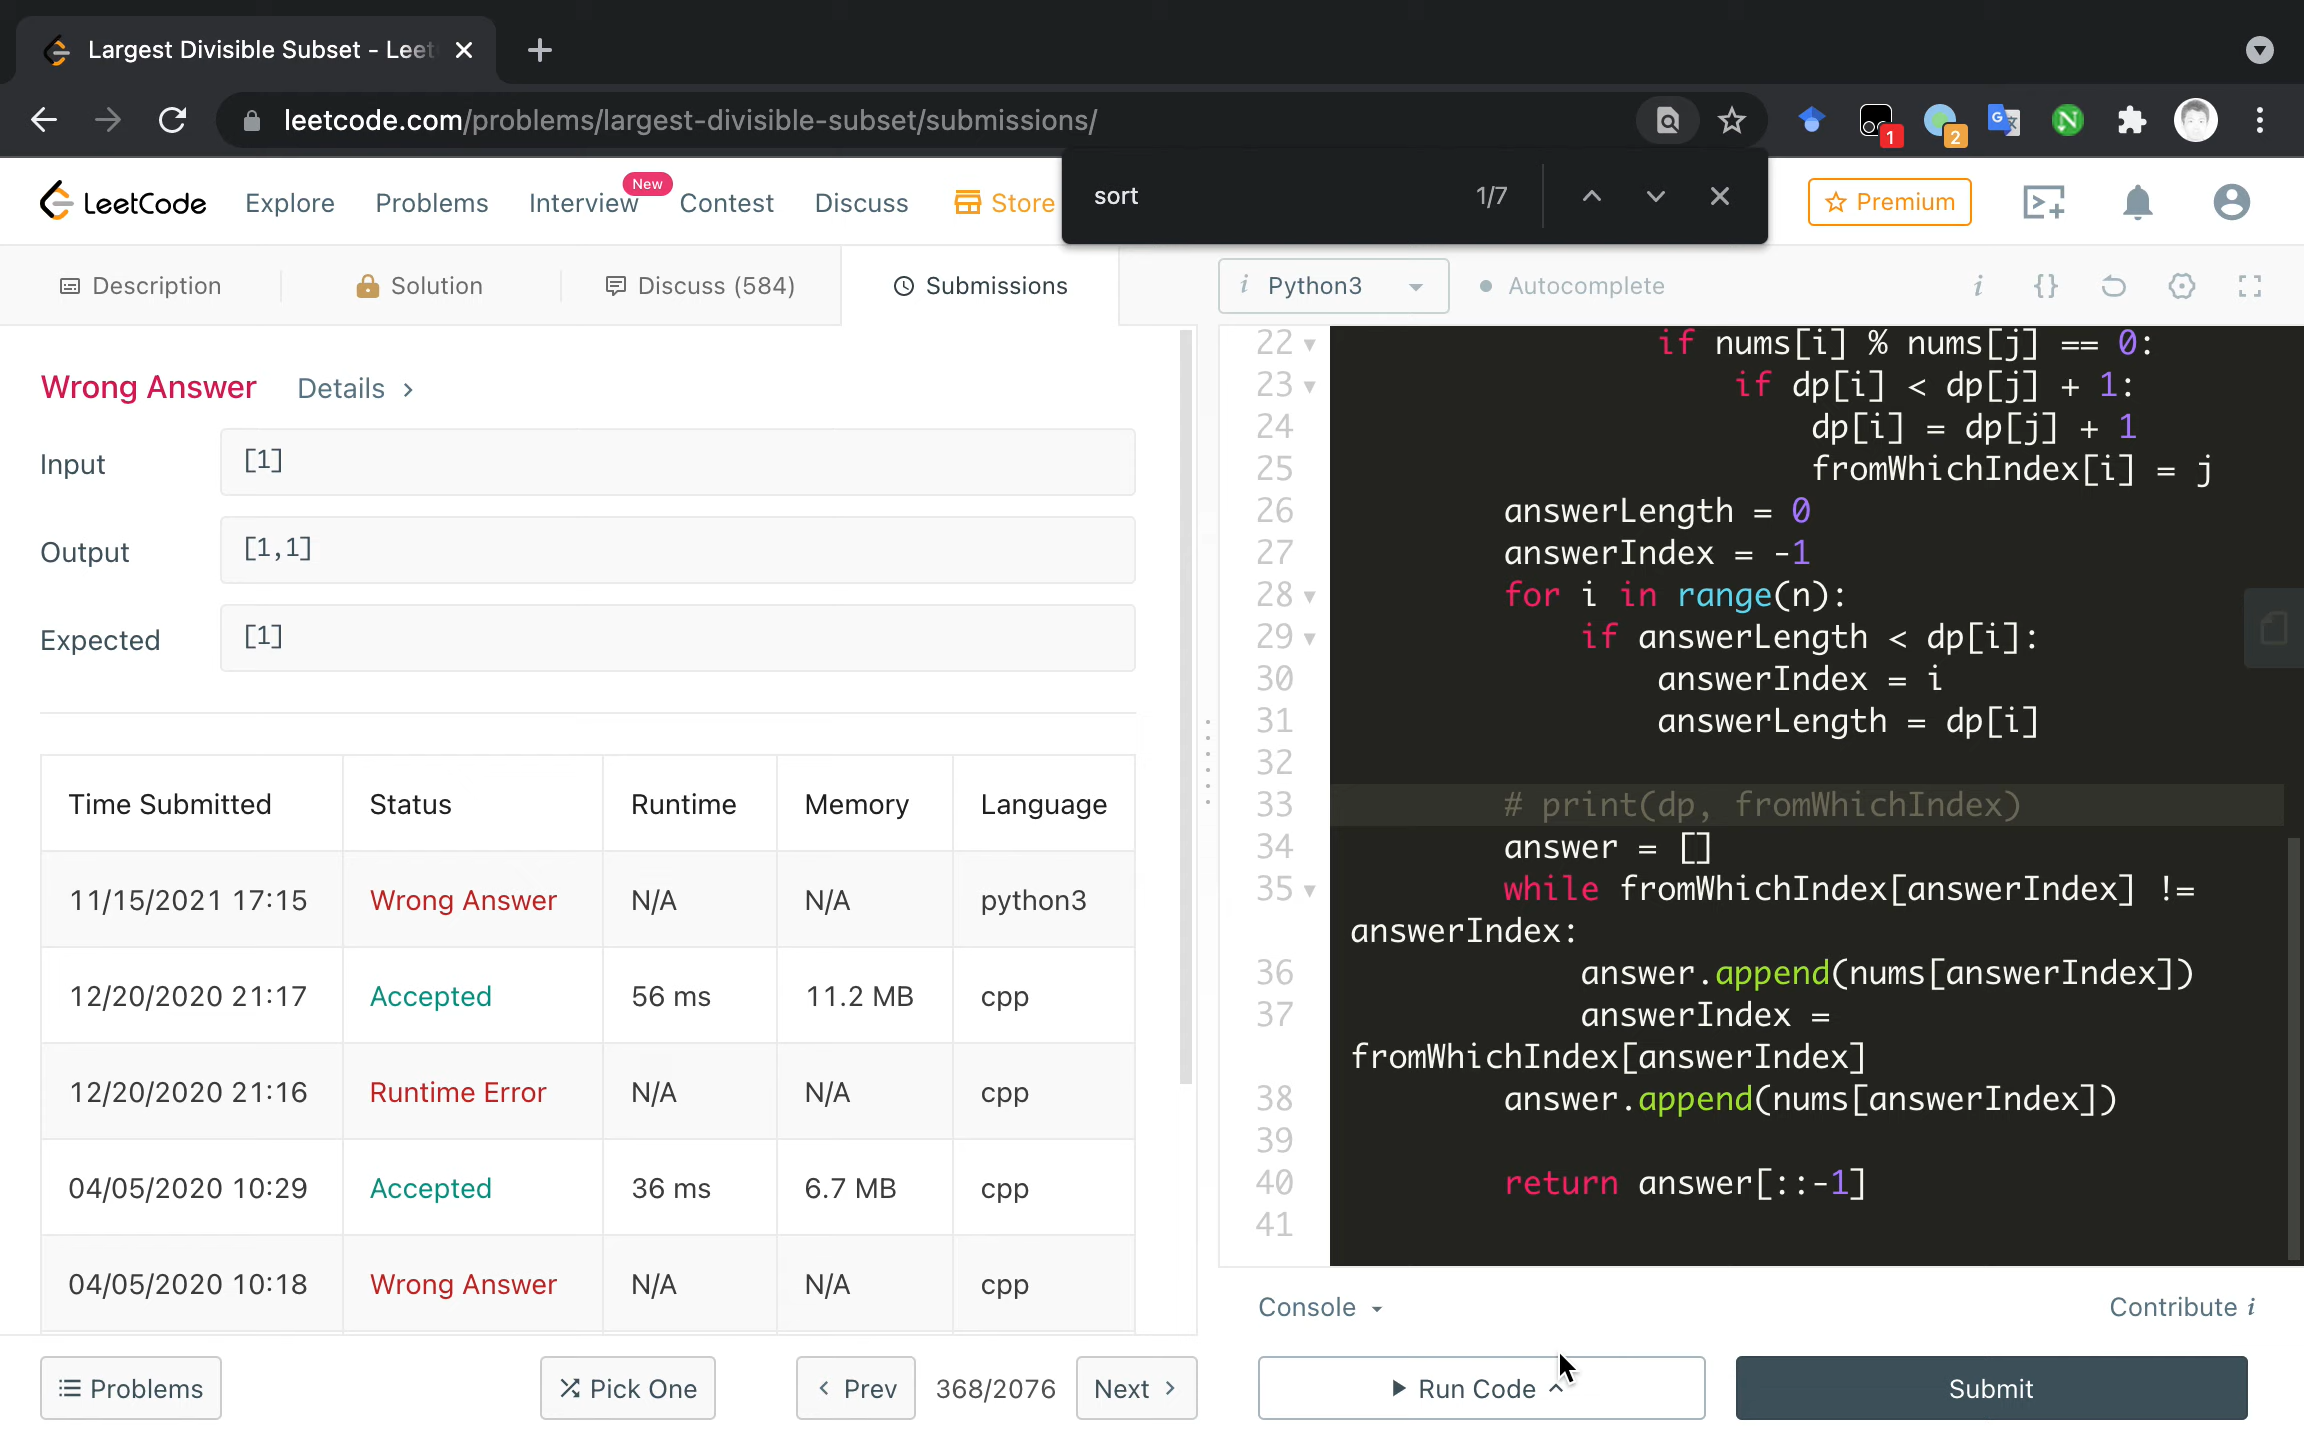 Largest Divisible Subset - Leet
leetcode.com/problems/largest-divisible-subset/submissions/
1
2
sort
1/7
LeetCode
Explore
Problems
Interview
New
Contest
Discuss
Store
Premium
Description
Solution
Discuss (584)
Submissions
Python3
Autocomplete
Wrong Answer
Details
Input
[1]
Output
[1,1]
Expected
[1]
Time Submitted Status Runtime Memory Language
11/15/2021 17:15 Wrong Answer N/A N/A python3
12/20/2020 21:17 Accepted 56 ms 11.2 MB cpp
12/20/2020 21:16 Runtime Error N/A N/A cpp
04/05/2020 10:29 Accepted 36 ms 6.7 MB cpp
04/05/2020 10:18 Wrong Answer N/A N/A cpp
22 if nums[i] % nums[j] == 0:
23 if dp[i] < dp[j] + 1:
24 dp[i] = dp[j] + 1
25 fromWhichIndex[i] = j
26 answerLength = 0
27 answerIndex = -1
28 for i in range(n):
29 if answerLength < dp[i]:
30 answerIndex = i
31 answerLength = dp[i]
32
33 # print(dp, fromWhichIndex)
34 answer = []
35 while fromWhichIndex[answerIndex] !=
answerIndex:
36 answer.append(nums[answerIndex])
37 answerIndex =
fromWhichIndex[answerIndex]
38 answer.append(nums[answerIndex])
39
40 return answer[::-1]
41
Console
Contribute i
Problems
Pick One
Prev
368/2076
Next
Run Code
Submit